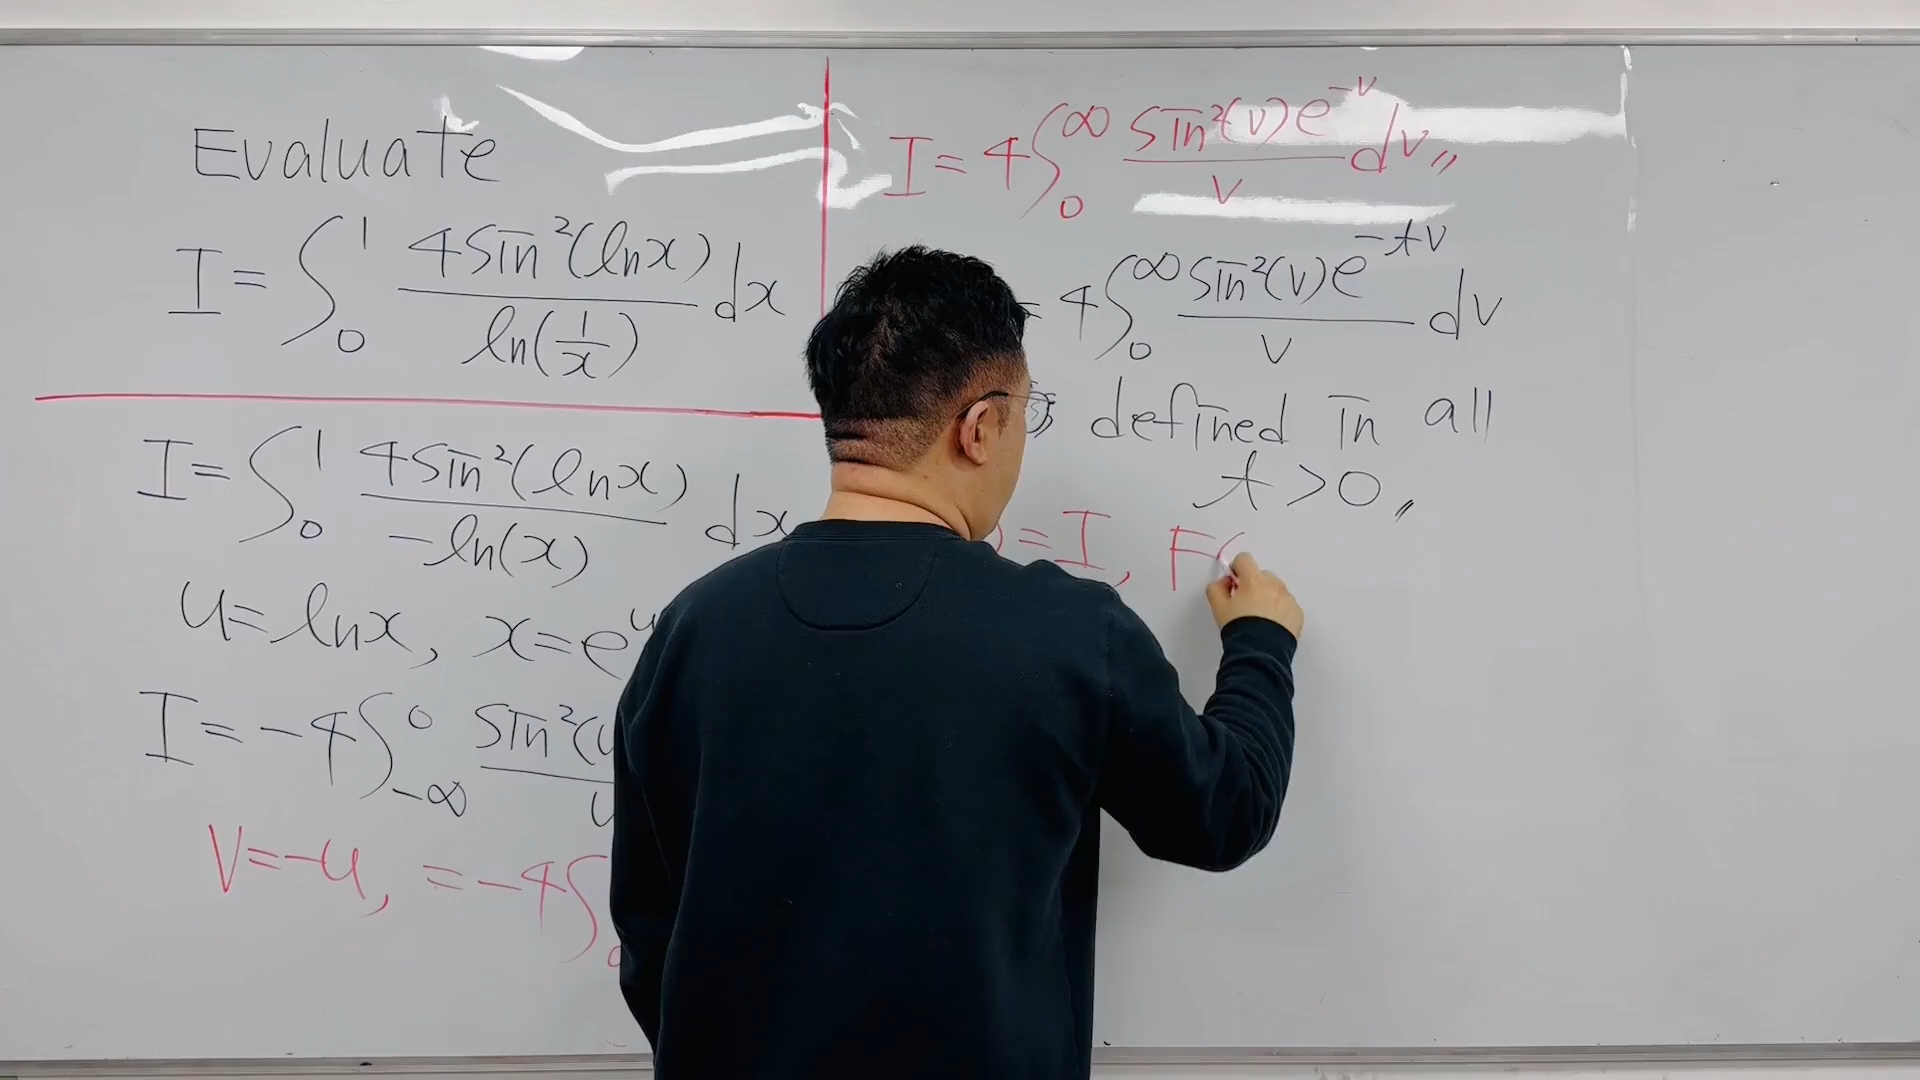 Evaluate
I = ∫₀¹ 4sin²(lnx) / ln(1/x) dx
I = ∫₀¹ 4sin²(lnx) / -ln(x) dx
u = lnx, x = e^u
I = -4∫_{-∞}^0 sin²(u
v = -u, = -4∫
I = 4∫₀^∞ sin²(v)e^{-v} / v dv,,
= 4∫₀^∞ sin²(v)e^{-tv} / v dv
defined in all
t > 0,,
) = I, F(